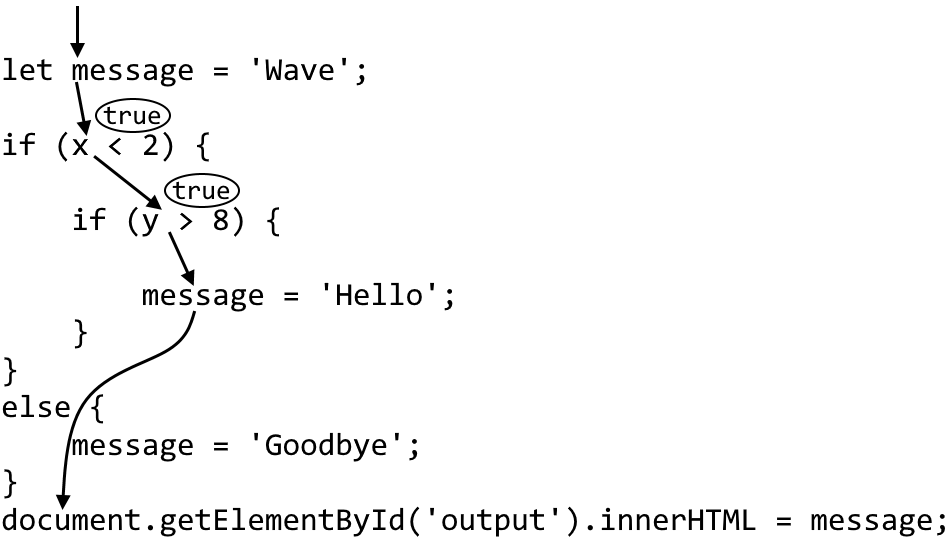 let message = 'Wave';
true
if (x < 2) {
true
if (y > 8) {
message = 'Hello';
}
}
else {
message = 'Goodbye';
}
document.getElementById('output').innerHTML = message;